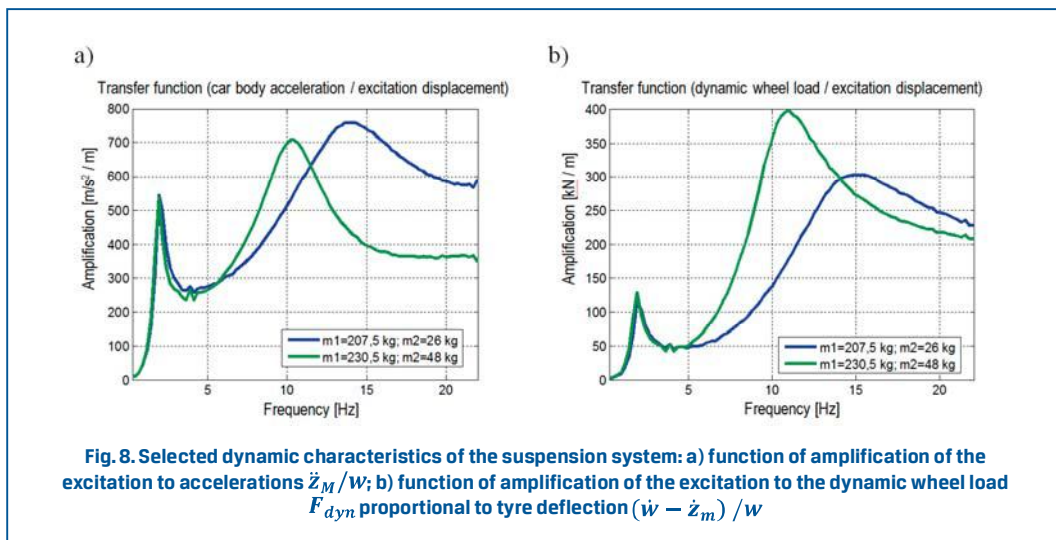 a)
Transfer function (car body acceleration / excitation displacement)
Amplification [m/s² / m]
800
700
600
500
400
300
200
100
0
5
10
15
20
Frequency [Hz]
m1=207,5 kg; m2=26 kg
m1=230,5 kg; m2=48 kg
b)
Transfer function (dynamic wheel load / excitation displacement)
Amplification [kN / m]
400
350
300
250
200
150
100
50
0
5
10
15
20
Frequency [Hz]
m1=207,5 kg; m2=26 kg
m1=230,5 kg; m2=48 kg
Fig. 8. Selected dynamic characteristics of the suspension system: a) function of amplification of the
excitation to accelerations z̈_M/w; b) function of amplification of the excitation to the dynamic wheel load
F_dyn proportional to tyre deflection (ẇ − ż_m) /w